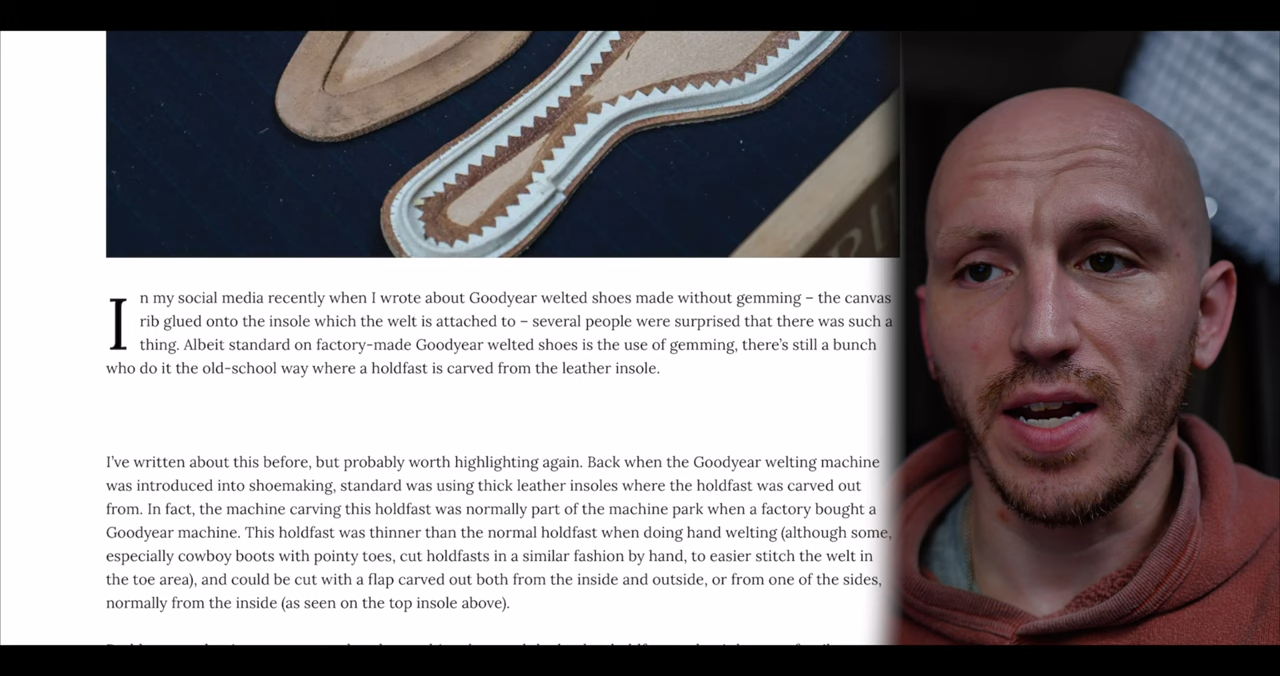 In my social media recently when I wrote about Goodyear welted shoes made without gemming – the canvas
rib glued onto the insole which the welt is attached to – several people were surprised that there was such a
thing. Albeit standard on factory-made Goodyear welted shoes is the use of gemming, there's still a bunch
who do it the old-school way where a holdfast is carved from the leather insole.
I've written about this before, but probably worth highlighting again. Back when the Goodyear welting machine
was introduced into shoemaking, standard was using thick leather insoles where the holdfast was carved out
from. In fact, the machine carving this holdfast was normally part of the machine park when a factory bought a
Goodyear machine. This holdfast was thinner than the normal holdfast when doing hand welting (although some,
especially cowboy boots with pointy toes, cut holdfasts in a similar fashion by hand, to easier stitch the welt in
the toe area), and could be cut with a flap carved out both from the inside and outside, or from one of the sides,
normally from the inside (as seen on the top insole above).